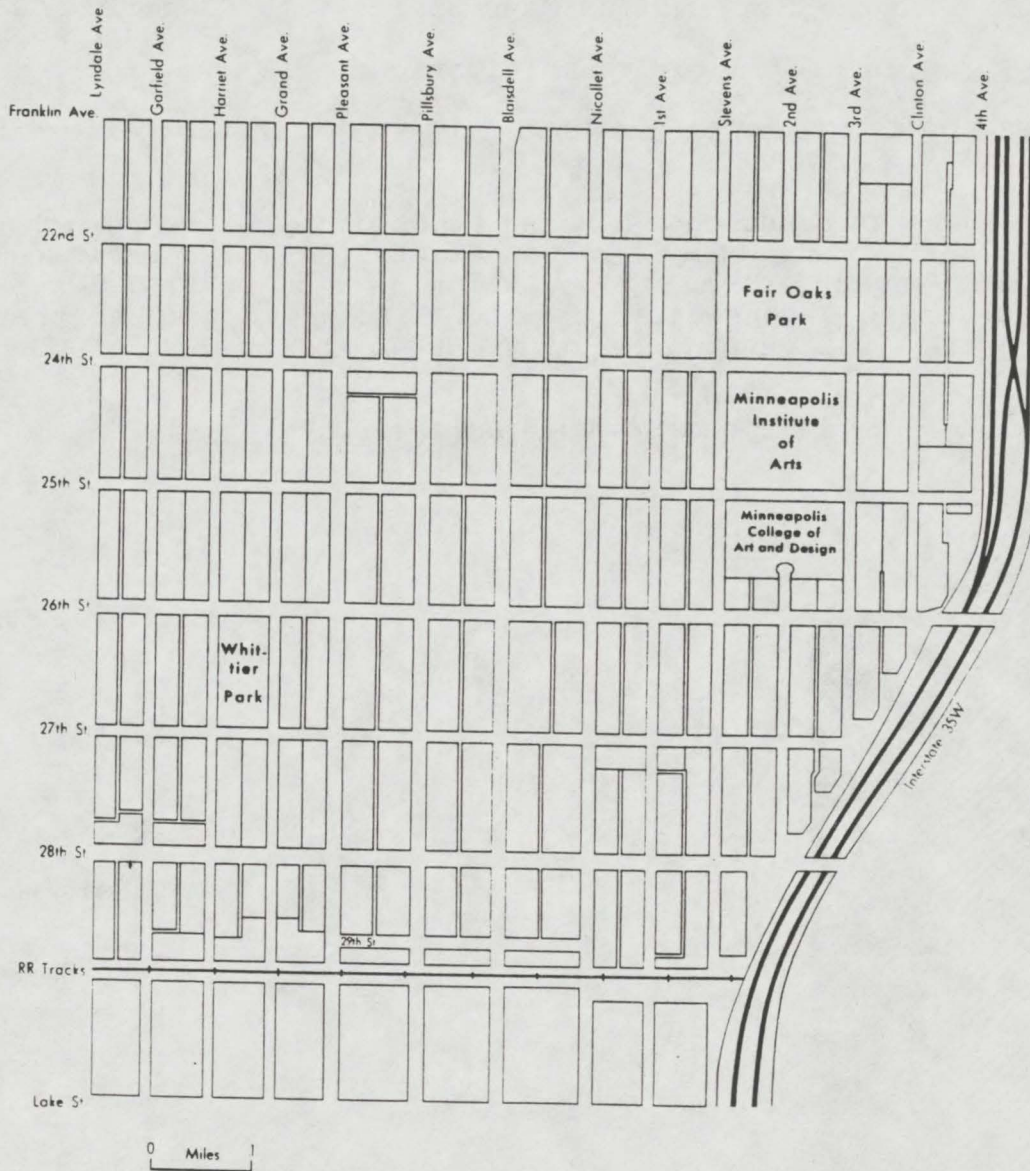 Lyndale Ave
Garfield Ave.
Harriet Ave.
Grand Ave.
Pleasant Ave.
Pillsbury Ave.
Blaisdell Ave.
Nicollet Ave.
1st Ave.
Stevens Ave.
2nd Ave.
3rd Ave.
Clinton Ave.
4th Ave.
Franklin Ave.
22nd St
Fair Oaks
Park
24th St.
Minneapolis
Institute
of
Arts
25th St
Minneapolis
College of
Art and Design
26th St
Whit-
tier
Park
27th St
Interstate 35W
28th St
29th St
RR Tracks
Lake St
0 Miles 1